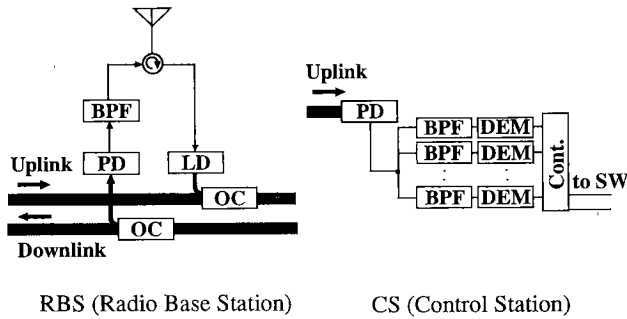 BPF
Uplink
PD
LD
OC
OC
Downlink
RBS (Radio Base Station)
Uplink
PD
BPF DEM
BPF DEM
BPF DEM
Cont.
to SW
CS (Control Station)